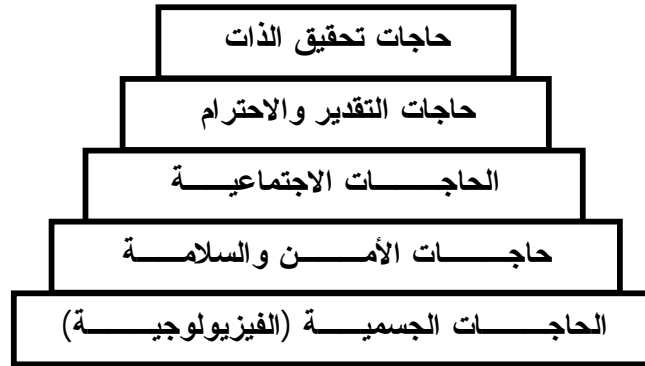 حاجات تحقيق الذات
حاجات التقدير والاحترام
الحاجـــــات الاجتماعيـــــة
حاجـــــات الأمـــــن والسلامـــــة
الحاجـــــات الجسميـــــة (الفيزيولوجيـــــة)